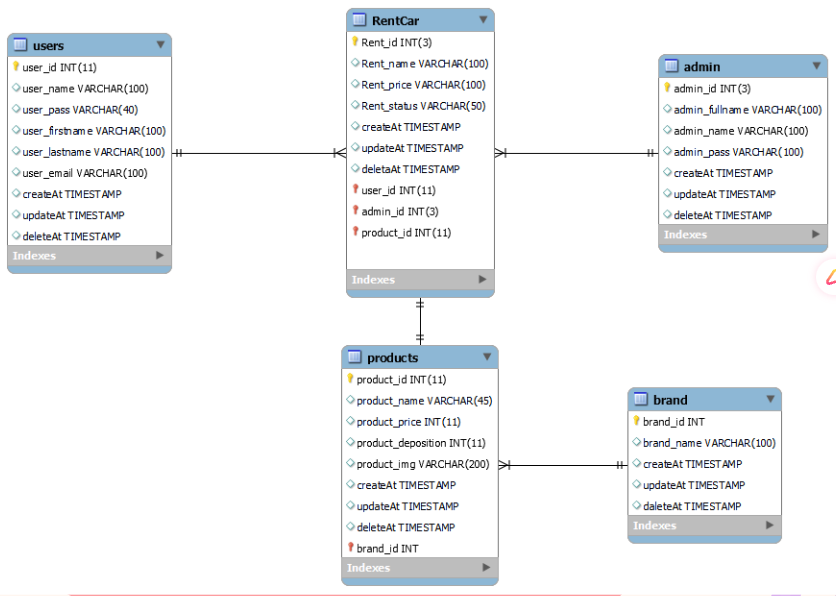 users
user_id INT(11)
user_name VARCHAR(100)
user_pass VARCHAR(40)
user_firstname VARCHAR(100)
user_lastname VARCHAR(100)
user_email VARCHAR(100)
createAt TIMESTAMP
updateAt TIMESTAMP
deleteAt TIMESTAMP
Indexes
RentCar
Rent_id INT(3)
Rent_name VARCHAR(100)
Rent_price VARCHAR(100)
Rent_status VARCHAR(50)
createAt TIMESTAMP
updateAt TIMESTAMP
deletaAt TIMESTAMP
user_id INT(11)
admin_id INT(3)
product_id INT(11)
Indexes
admin
admin_id INT(3)
admin_fullname VARCHAR(100)
admin_name VARCHAR(100)
admin_pass VARCHAR(100)
createAt TIMESTAMP
updateAt TIMESTAMP
deleteAt TIMESTAMP
Indexes
products
product_id INT(11)
product_name VARCHAR(45)
product_price INT(11)
product_deposition INT(11)
product_img VARCHAR(200)
createAt TIMESTAMP
updateAt TIMESTAMP
deleteAt TIMESTAMP
brand_id INT
Indexes
brand
brand_id INT
brand_name VARCHAR(100)
createAt TIMESTAMP
updateAt TIMESTAMP
daleteAt TIMESTAMP
Indexes